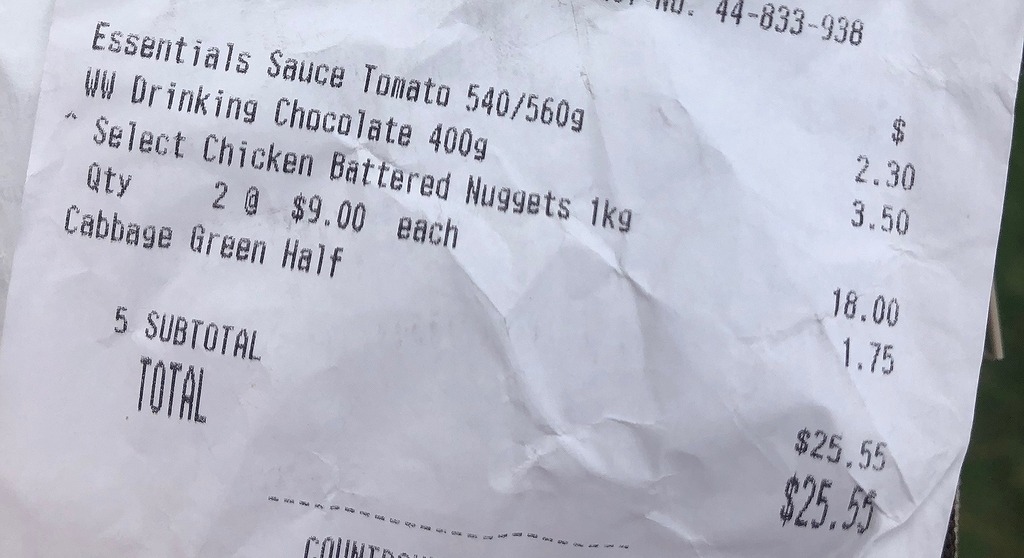 No. 44-833-938
$
Essentials Sauce Tomato 540/560g 2.30
WW Drinking Chocolate 400g 3.50
^ Select Chicken Battered Nuggets 1kg
Qty 2 @ $9.00 each 18.00
Cabbage Green Half 1.75
5 SUBTOTAL $25.55
TOTAL $25.55